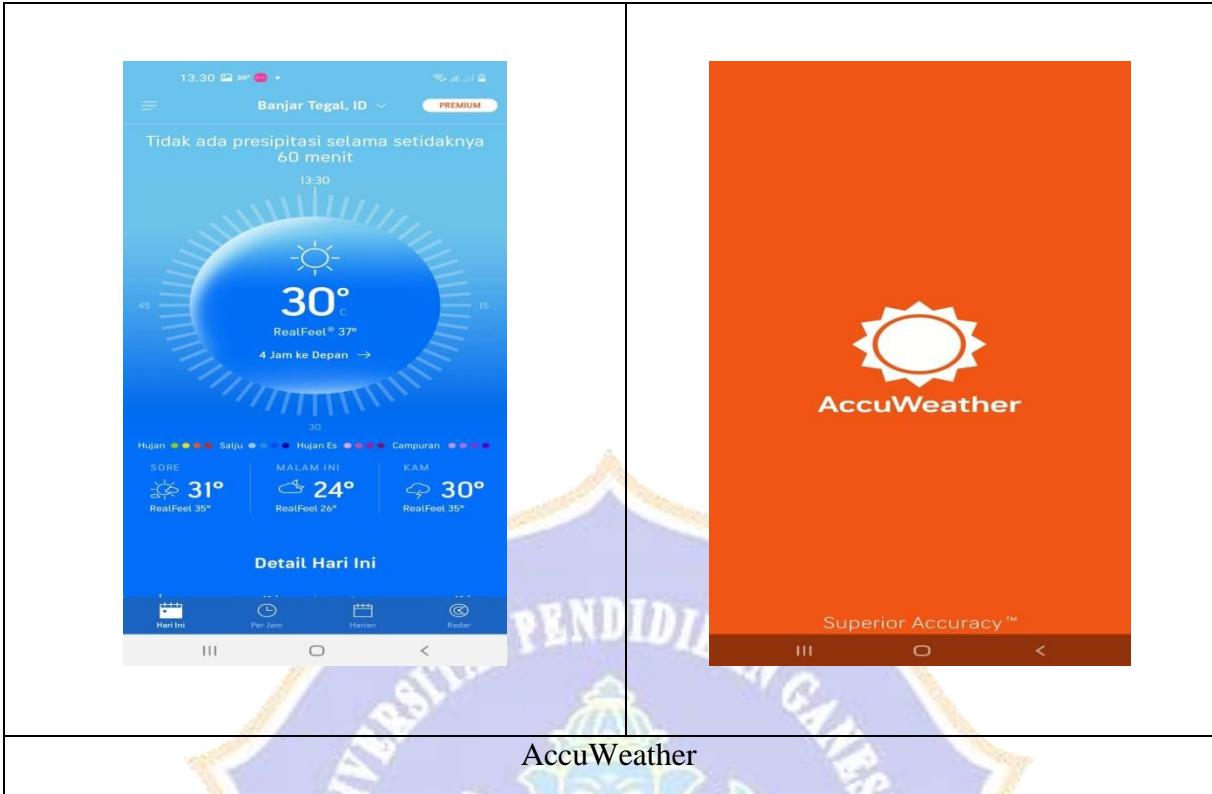 13.30 30°
Banjar Tegal, ID
PREMIUM
Tidak ada presipitasi selama setidaknya
60 menit
13:30
45
15
30°
C
RealFeel® 37°
4 Jam ke Depan →
30
Hujan Salju Hujan Es Campuran
SORE MALAM INI KAM
31° 24° 30°
RealFeel 35° RealFeel 26° RealFeel 35°
Detail Hari Ini
Hari Ini Per Jam Harian Radar
AccuWeather
Superior Accuracy™
AccuWeather
PENDIDI